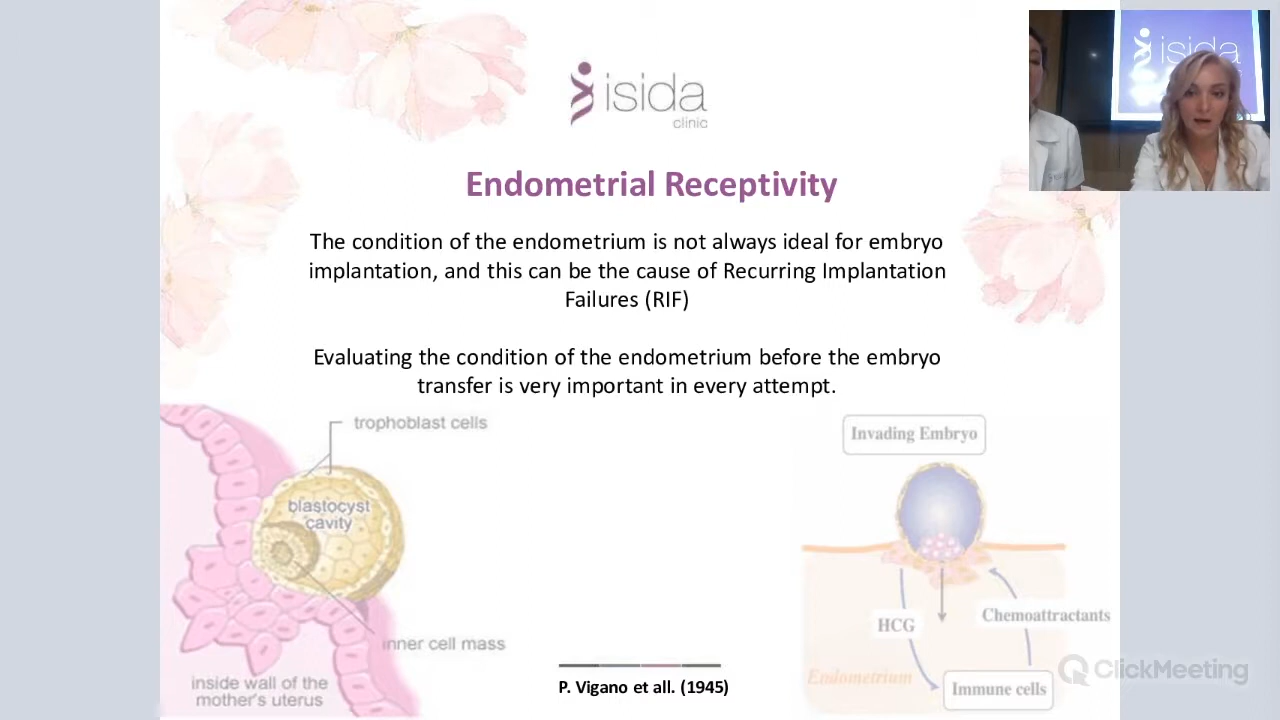 isida
clinic
isida
Endometrial Receptivity
The condition of the endometrium is not always ideal for embryo
implantation, and this can be the cause of Recurring Implantation
Failures (RIF)
Evaluating the condition of the endometrium before the embryo
transfer is very important in every attempt.
trophoblast cells
blastocyst
cavity
inner cell mass
inside wall of the
mother's uterus
Invading Embryo
HCG
Chemoattractants
Endometrium
Immune cells
P. Vigano et all. (1945)
ClickMeeting